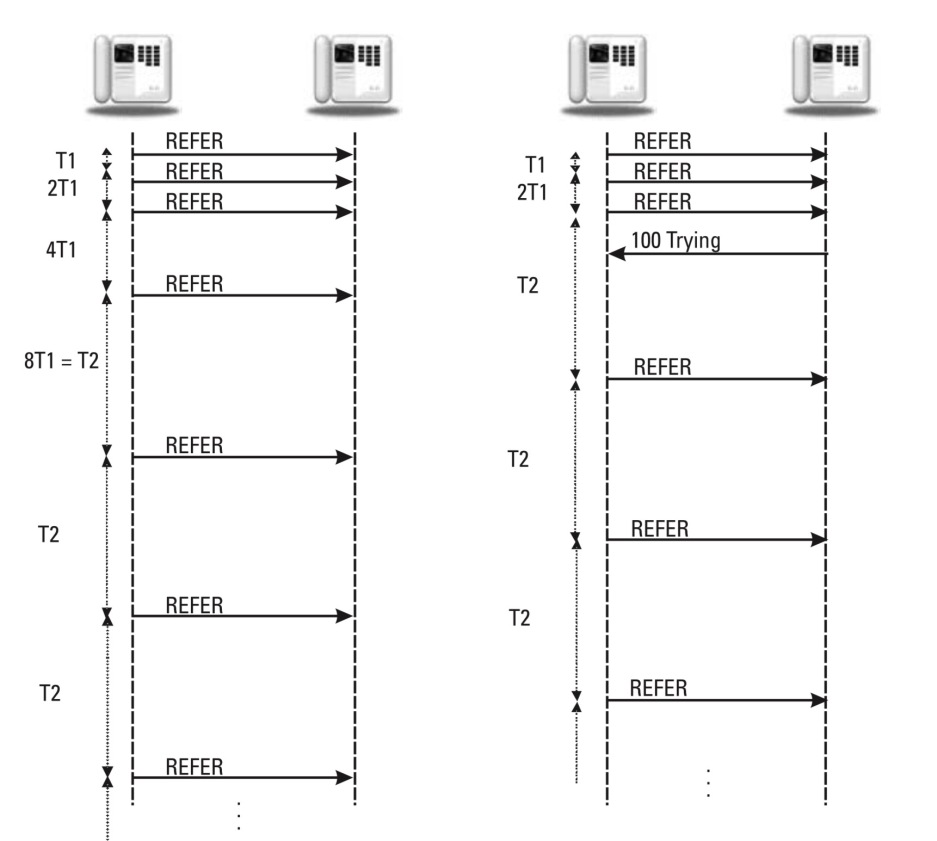 REFER
T1
REFER
2T1
REFER
4T1
REFER
8T1 = T2
REFER
T2
REFER
T2
REFER
REFER
T1
REFER
2T1
REFER
100 Trying
T2
REFER
T2
REFER
T2
REFER